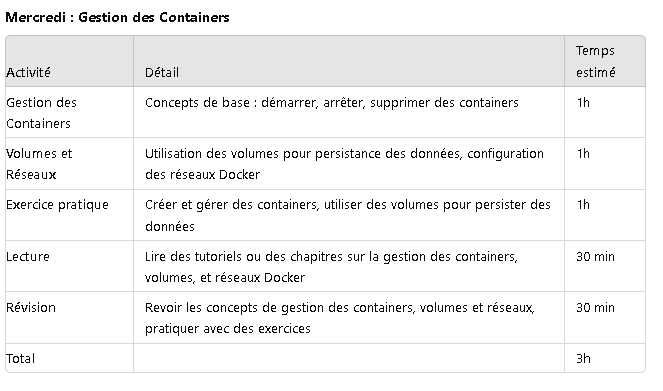 Mercredi : Gestion des Containers
Activité Détail Temps estimé
Gestion des Containers Concepts de base : démarrer, arrêter, supprimer des containers 1h
Volumes et Réseaux Utilisation des volumes pour persistance des données, configuration des réseaux Docker 1h
Exercice pratique Créer et gérer des containers, utiliser des volumes pour persister des données 1h
Lecture Lire des tutoriels ou des chapitres sur la gestion des containers, volumes, et réseaux Docker 30 min
Révision Revoir les concepts de gestion des containers, volumes et réseaux, pratiquer avec des exercices 30 min
Total 3h